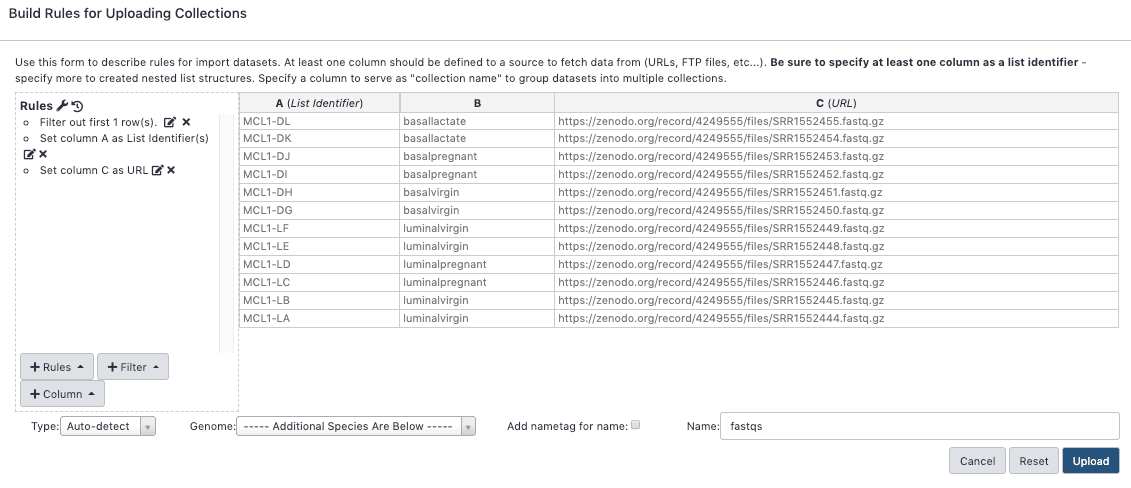 Build Rules for Uploading Collections
Use this form to describe rules for import datasets. At least one column should be defined to a source to fetch data from (URLs, FTP files, etc...). Be sure to specify at least one column as a list identifier -
specify more to created nested list structures. Specify a column to serve as "collection name" to group datasets into multiple collections.
Rules
Filter out first 1 row(s).
Set column A as List Identifier(s)
Set column C as URL
A (List Identifier) B C (URL)
MCL1-DL basallactate https://zenodo.org/record/4249555/files/SRR1552455.fastq.gz
MCL1-DK basallactate https://zenodo.org/record/4249555/files/SRR1552454.fastq.gz
MCL1-DJ basalpregnant https://zenodo.org/record/4249555/files/SRR1552453.fastq.gz
MCL1-DI basalpregnant https://zenodo.org/record/4249555/files/SRR1552452.fastq.gz
MCL1-DH basalvirgin https://zenodo.org/record/4249555/files/SRR1552451.fastq.gz
MCL1-DG basalvirgin https://zenodo.org/record/4249555/files/SRR1552450.fastq.gz
MCL1-LF luminalvirgin https://zenodo.org/record/4249555/files/SRR1552449.fastq.gz
MCL1-LE luminalvirgin https://zenodo.org/record/4249555/files/SRR1552448.fastq.gz
MCL1-LD luminalpregnant https://zenodo.org/record/4249555/files/SRR1552447.fastq.gz
MCL1-LC luminalpregnant https://zenodo.org/record/4249555/files/SRR1552446.fastq.gz
MCL1-LB luminalvirgin https://zenodo.org/record/4249555/files/SRR1552445.fastq.gz
MCL1-LA luminalvirgin https://zenodo.org/record/4249555/files/SRR1552444.fastq.gz
+ Rules + Filter
+ Column
Type: Auto-detect Genome: ----- Additional Species Are Below ----- Add nametag for name: Name: fastqs
Cancel Reset Upload